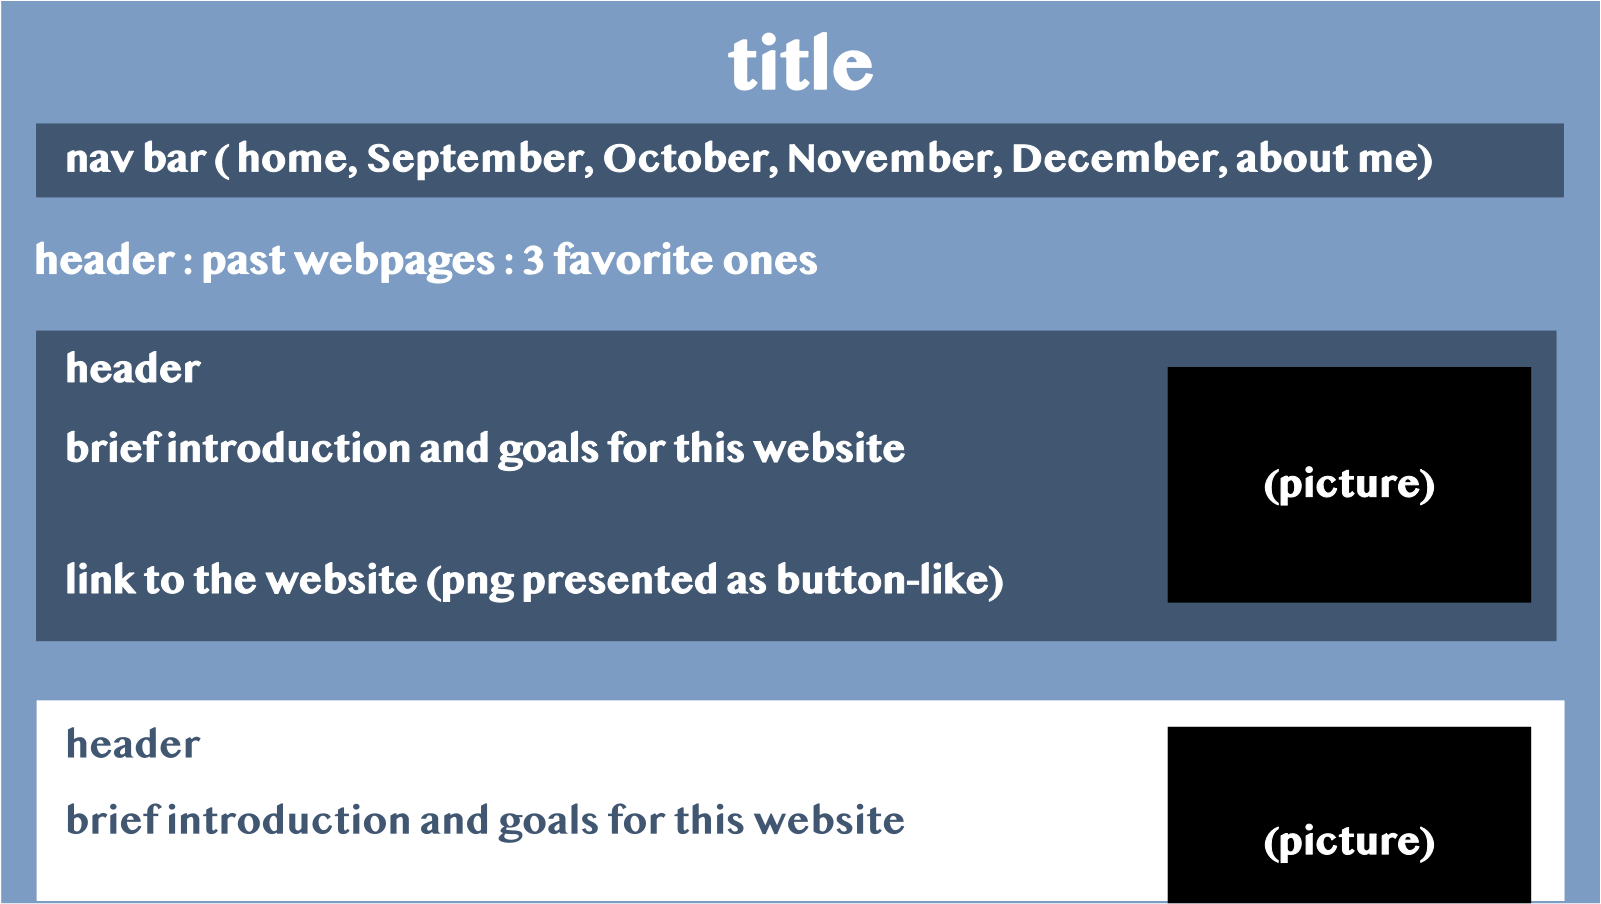 title
nav bar ( home, September, October, November, December, about me)
header : past webpages : 3 favorite ones
header
brief introduction and goals for this website
(picture)
link to the website (png presented as button-like)
header
brief introduction and goals for this website
(picture)